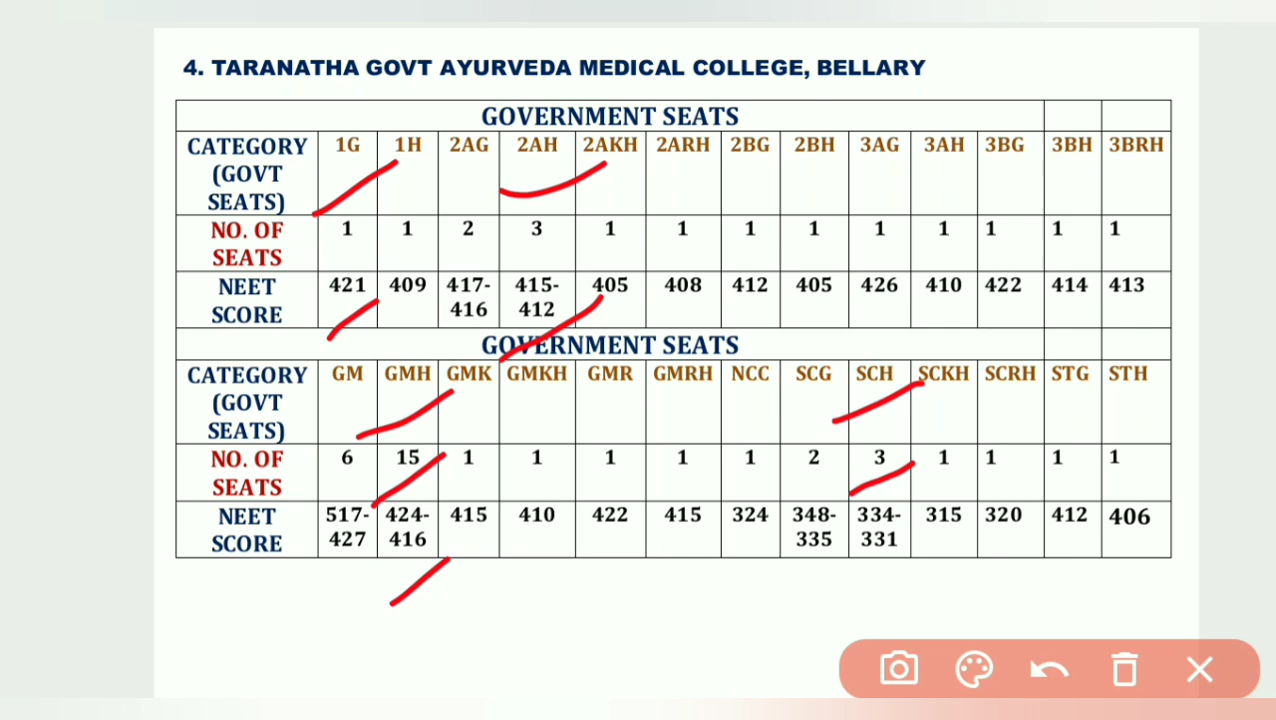 4. TARANATHA GOVT AYURVEDA MEDICAL COLLEGE, BELLARY
GOVERNMENT SEATS
CATEGORY (GOVT SEATS) 1G 1H 2AG 2AH 2AKH 2ARH 2BG 2BH 3AG 3AH 3BG 3BH 3BRH
NO. OF SEATS 1 1 2 3 1 1 1 1 1 1 1 1 1
NEET SCORE 421 409 417-416 415-412 405 408 412 405 426 410 422 414 413
GOVERNMENT SEATS
CATEGORY (GOVT SEATS) GM GMH GMK GMKH GMR GMRH NCC SCG SCH SCKH SCRH STG STH
NO. OF SEATS 6 15 1 1 1 1 1 2 3 1 1 1 1
NEET SCORE 517-427 424-416 415 410 422 415 324 348-335 334-331 315 320 412 406